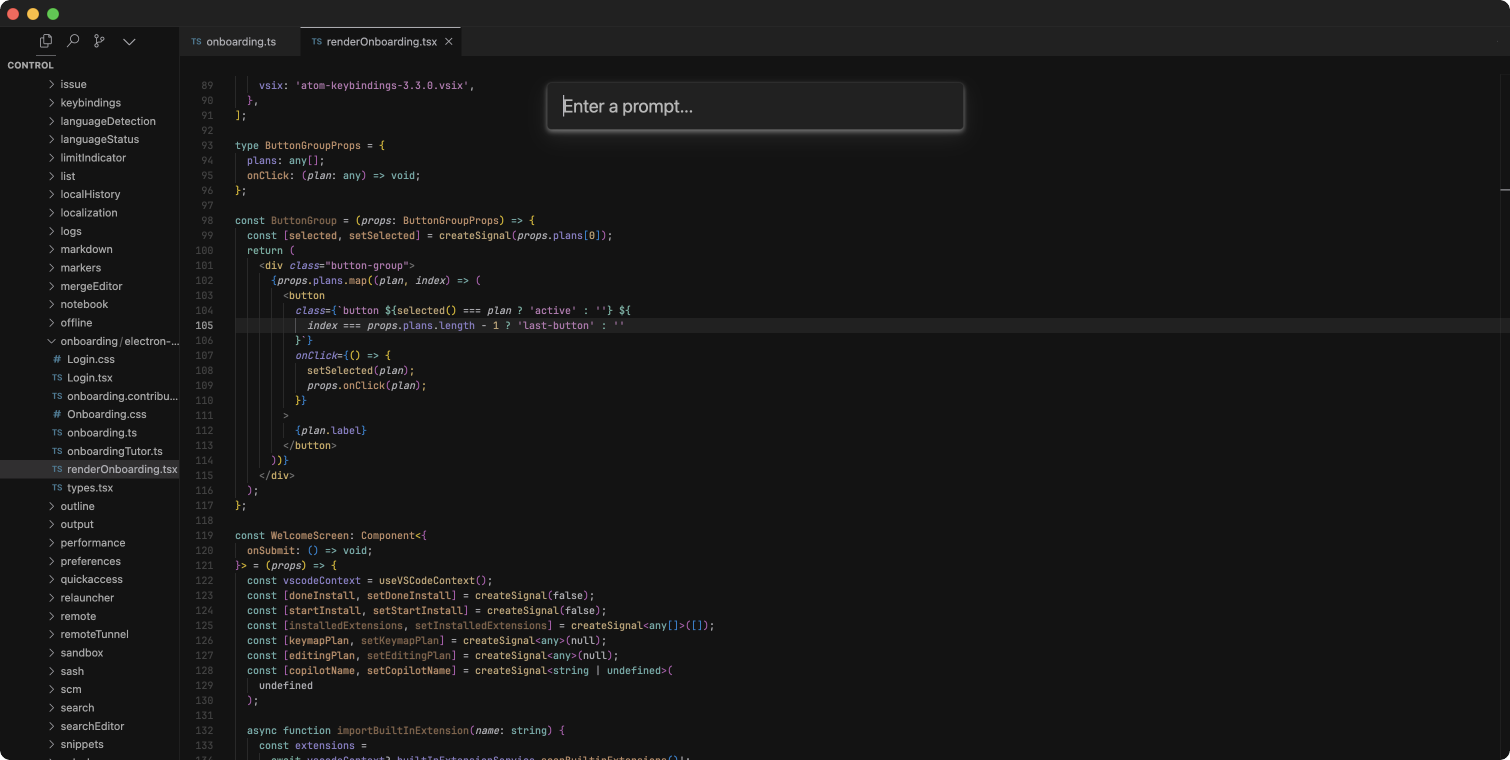 TS onboarding.ts
TS renderOnboarding.tsx
CONTROL
issue
keybindings
languageDetection
languageStatus
limitIndicator
list
localHistory
localization
logs
markdown
markers
mergeEditor
notebook
offline
onboarding/electron-...
# Login.css
TS Login.tsx
TS onboarding.contribu...
# Onboarding.css
TS onboarding.ts
TS onboardingTutor.ts
TS renderOnboarding.tsx
TS types.tsx
outline
output
performance
preferences
quickaccess
relauncher
remote
remoteTunnel
sandbox
sash
scm
search
searchEditor
snippets
Enter a prompt...
89 vsix: 'atom-keybindings-3.3.0.vsix',
90 },
91 ];
92
93 type ButtonGroupProps = {
94 plans: any[];
95 onClick: (plan: any) => void;
96 };
97
98 const ButtonGroup = (props: ButtonGroupProps) => {
99 const [selected, setSelected] = createSignal(props.plans[0]);
100 return (
101 <div class="button-group">
102 {props.plans.map((plan, index) => (
103 <button
104 class={`button ${selected() === plan ? 'active' : ''} ${
105 index === props.plans.length - 1 ? 'last-button' : ''
106 }`}
107 onClick={() => {
108 setSelected(plan);
109 props.onClick(plan);
110 }}
111 >
112 {plan.label}
113 </button>
114 ))}
115 </div>
116 );
117 };
118
119 const WelcomeScreen: Component<{
120 onSubmit: () => void;
121 }> = (props) => {
122 const vscodeContext = useVSCodeContext();
123 const [doneInstall, setDoneInstall] = createSignal(false);
124 const [startInstall, setStartInstall] = createSignal(false);
125 const [installedExtensions, setInstalledExtensions] = createSignal<any[]>([]);
126 const [keymapPlan, setKeymapPlan] = createSignal<any>(null);
127 const [editingPlan, setEditingPlan] = createSignal<any>(null);
128 const [copilotName, setCopilotName] = createSignal<string | undefined>(
129 undefined
130 );
131
132 async function importBuiltInExtension(name: string) {
133 const extensions =